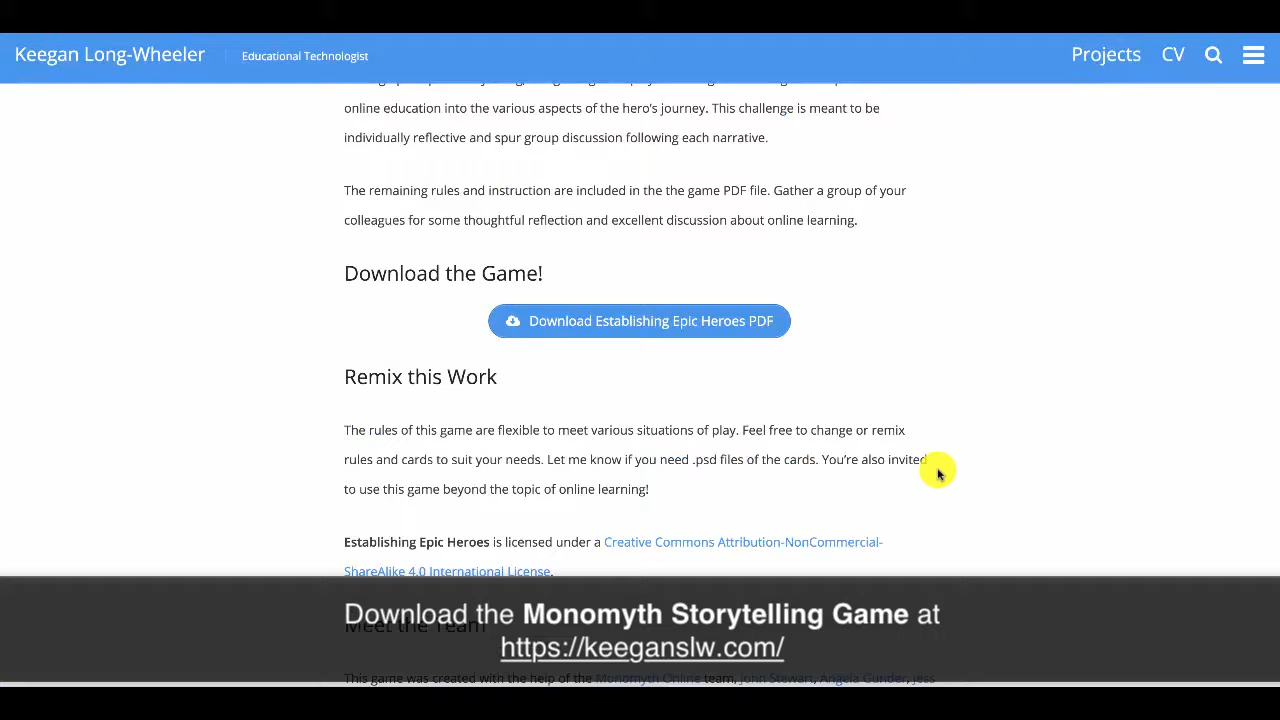 Keegan Long-Wheeler
Educational Technologist
Projects
CV
online education into the various aspects of the hero's journey. This challenge is meant to be
individually reflective and spur group discussion following each narrative.
The remaining rules and instruction are included in the the game PDF file. Gather a group of your
colleagues for some thoughtful reflection and excellent discussion about online learning.
Download the Game!
Download Establishing Epic Heroes PDF
Remix this Work
The rules of this game are flexible to meet various situations of play. Feel free to change or remix
rules and cards to suit your needs. Let me know if you need .psd files of the cards. You're also invited
to use this game beyond the topic of online learning!
Establishing Epic Heroes is licensed under a Creative Commons Attribution-NonCommercial-
ShareAlike 4.0 International License.
Download the Monomyth Storytelling Game at
Meet the Team
https://keeganslw.com/
This game was created with the help of the Monomyth Online team, John Stewart, Angela Gunder, Jess